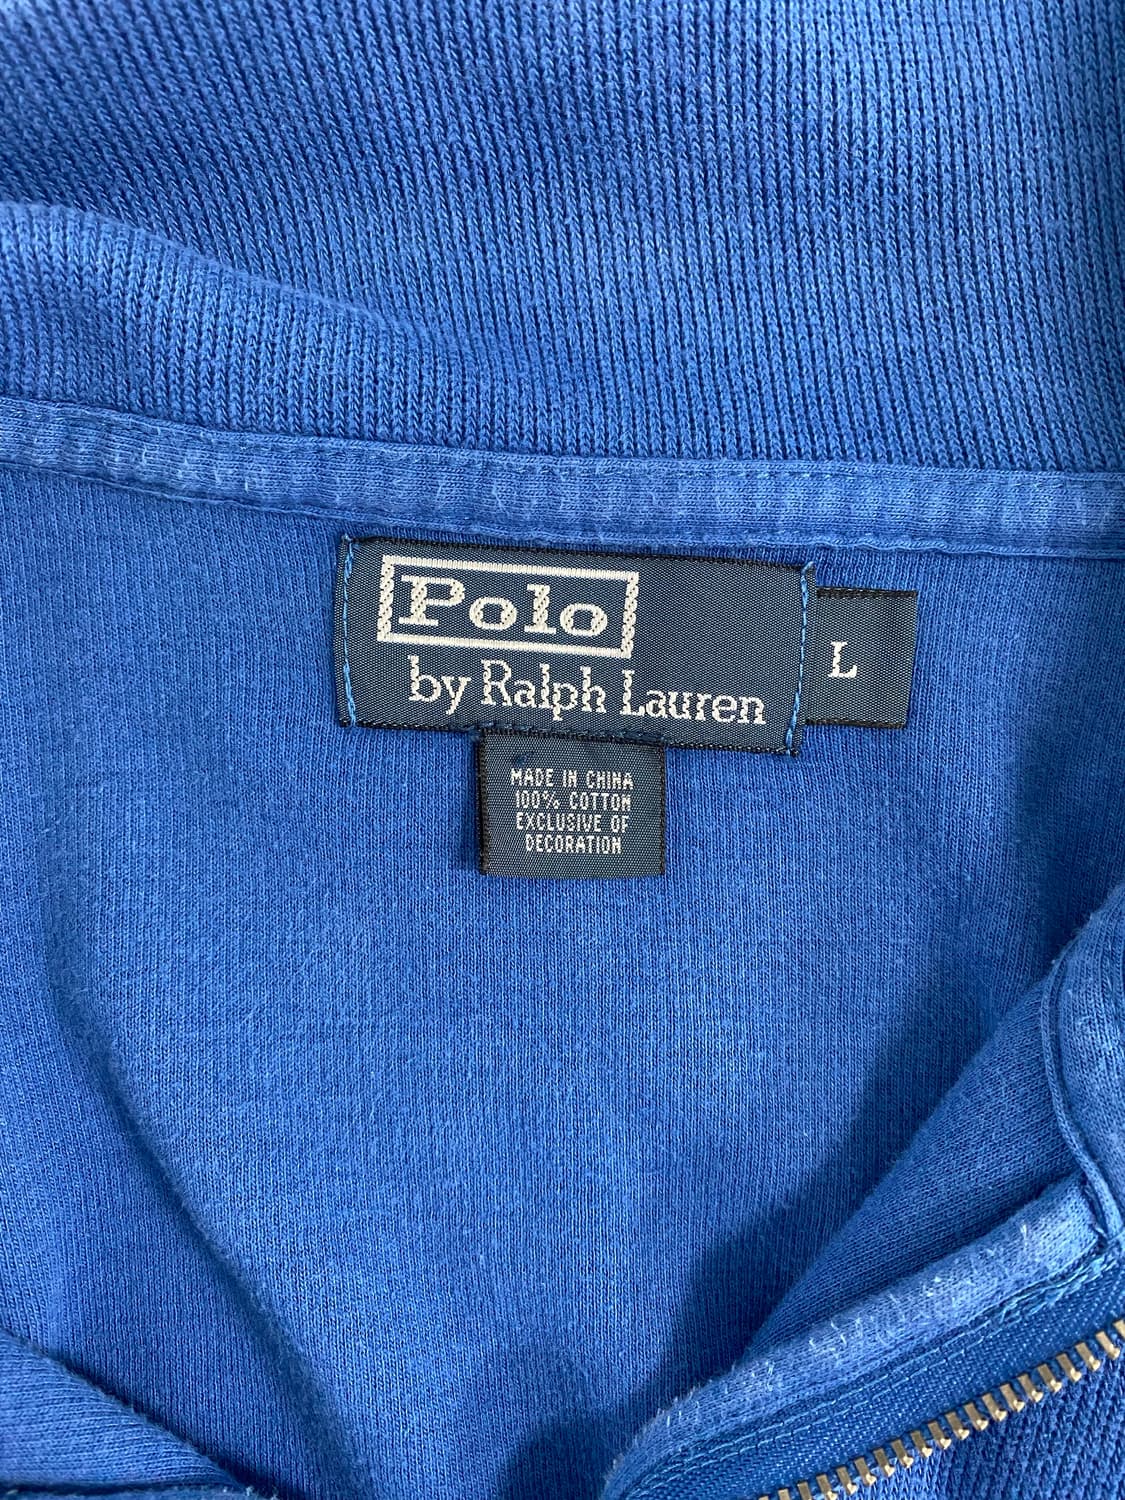 Polo
by Ralph Lauren
L
MADE IN CHINA
100% COTTON
EXCLUSIVE OF
DECORATION